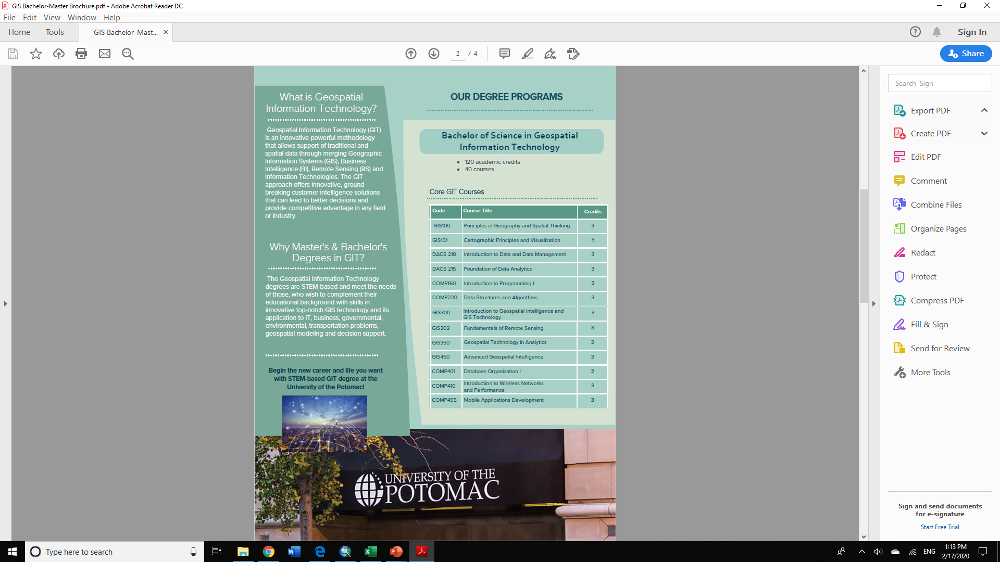 GIS Bachelor-Master Brochure.pdf - Adobe Acrobat Reader DC
File Edit View Window Help
Home Tools GIS Bachelor-Mast... ×
? Sign In
2 / 4
Share
What is Geospatial
Information Technology?
Geospatial Information Technology (GIT)
is an innovative powerful methodology
that allows support of traditional and
spatial data through merging Geographic
Information Systems (GIS), Business
Intelligence (BI), Remote Sensing (RS) and
Information Technologies. The GIT
approach offers innovative, ground-
breaking customer intelligence solutions
that can lead to better decisions and
provide competitive advantage in any field
or industry.
Why Master's & Bachelor's
Degrees in GIT?
The Geospatial Information Technology
degrees are STEM-based and meet the needs
of those, who wish to complement their
educational background with skills in
innovative top-notch GIS technology and its
application to IT, business, governmental,
environmental, transportation problems,
geospatial modeling and decision support.
Begin the new career and life you want
with STEM-based GIT degree at the
University of the Potomac!
OUR DEGREE PROGRAMS
Bachelor of Science in Geospatial
Information Technology
• 120 academic credits
• 40 courses
Core GIT Courses
Code Course Title Credits
GIS100 Principles of Geography and Spatial Thinking 3
GIS101 Cartographic Principles and Visualization 3
DACS 210 Introduction to Data and Data Management 3
DACS 215 Foundation of Data Analytics 3
COMP160 Introduction to Programming I 3
COMP220 Data Structures and Algorithms 3
GIS300 Introduction to Geospatial Intelligence and
GIS Technology 3
GIS302 Fundamentals of Remote Sensing 3
GIS350 Geospatial Technology in Analytics 3
GIS450 Advanced Geospatial Intelligence 3
COMP401 Database Organization I 3
COMP410 Introduction to Wireless Networks
and Performance 3
COMP455 Mobile Applications Development 3
UNIVERSITY OF THE
POTOMAC
Search 'Sign'
Export PDF
Create PDF
Edit PDF
Comment
Combine Files
Organize Pages
Redact
Protect
Compress PDF
Fill & Sign
Send for Review
More Tools
Sign and send documents
for e-signature
Start Free Trial
Type here to search
ENG
1:13 PM
2/17/2020